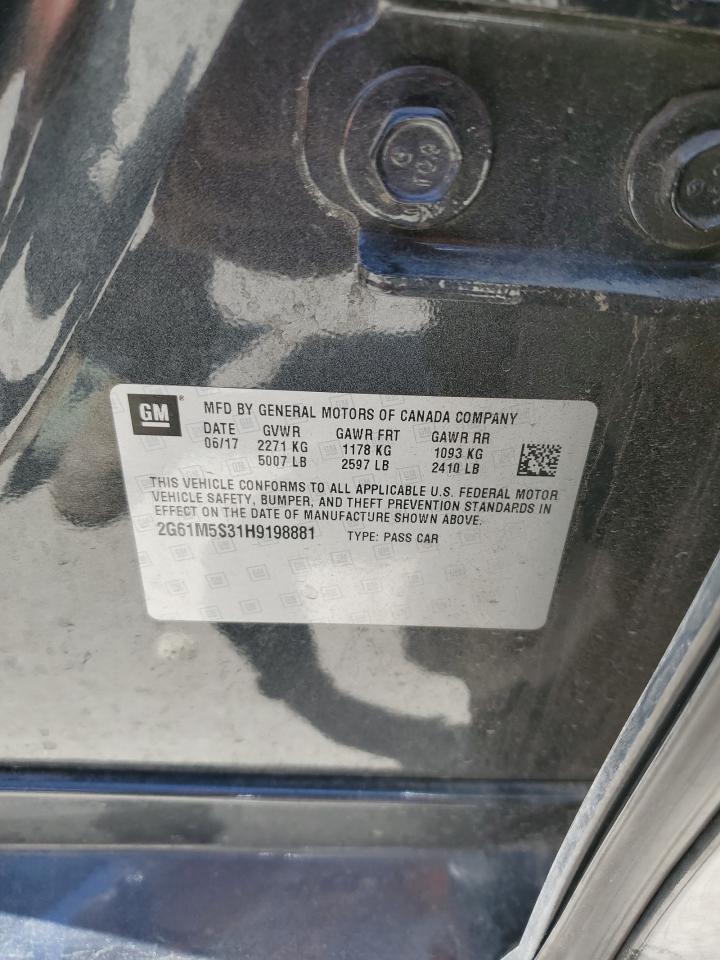 GM®
MFD BY GENERAL MOTORS OF CANADA COMPANY
DATE GVWR GAWR FRT GAWR RR
06/17 2271 KG 1178 KG 1093 KG
5007 LB 2597 LB 2410 LB
THIS VEHICLE CONFORMS TO ALL APPLICABLE U.S. FEDERAL MOTOR
VEHICLE SAFETY, BUMPER, AND THEFT PREVENTION STANDARDS IN
EFFECT ON THE DATE OF MANUFACTURE SHOWN ABOVE.
2G61M5S31H9198881 TYPE: PASS CAR